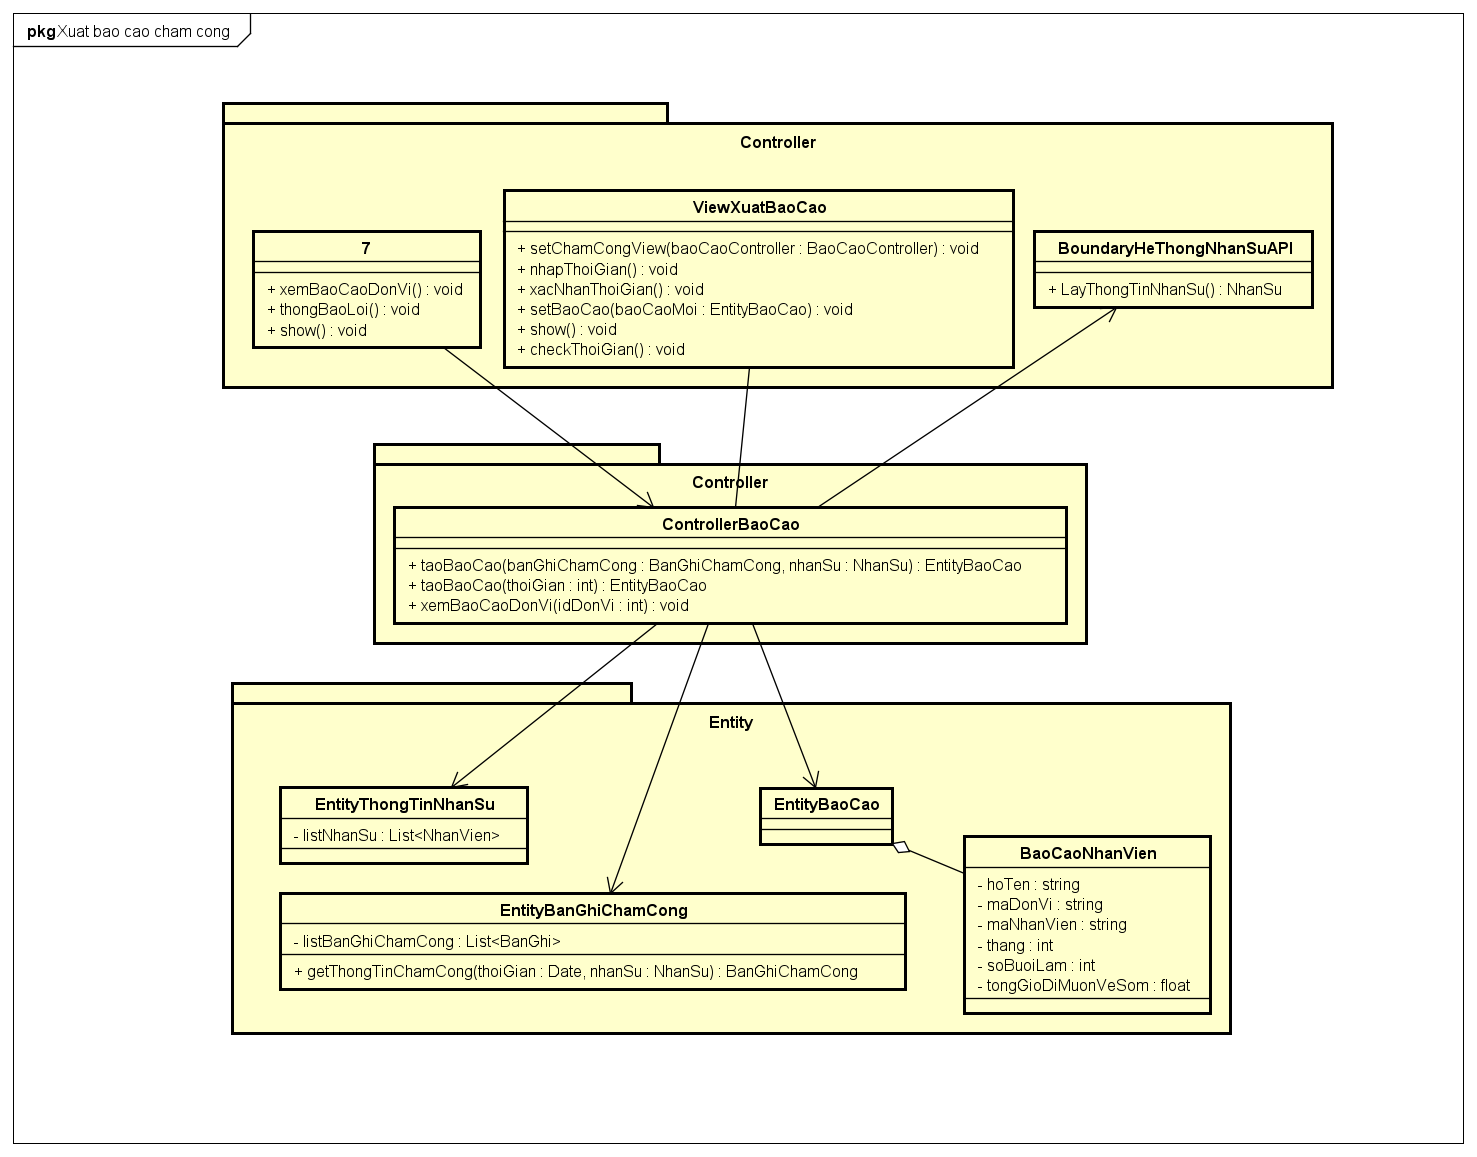 pkg Xuat bao cao cham cong
Controller
7
+ xemBaoCaoDonVi() : void
+ thongBaoLoi() : void
+ show() : void
ViewXuatBaoCao
+ setChamCongView(baoCaoController : BaoCaoController) : void
+ nhapThoiGian() : void
+ xacNhanThoiGian() : void
+ setBaoCao(baoCaoMoi : EntityBaoCao) : void
+ show() : void
+ checkThoiGian() : void
BoundaryHeThongNhanSuAPI
+ LayThongTinNhanSu() : NhanSu
Controller
ControllerBaoCao
+ taoBaoCao(banGhiChamCong : BanGhiChamCong, nhanSu : NhanSu) : EntityBaoCao
+ taoBaoCao(thoiGian : int) : EntityBaoCao
+ xemBaoCaoDonVi(idDonVi : int) : void
Entity
EntityThongTinNhanSu
- listNhanSu : List<NhanVien>
EntityBaoCao
EntityBanGhiChamCong
- listBanGhiChamCong : List<BanGhi>
+ getThongTinChamCong(thoiGian : Date, nhanSu : NhanSu) : BanGhiChamCong
BaoCaoNhanVien
- hoTen : string
- maDonVi : string
- maNhanVien : string
- thang : int
- soBuoiLam : int
- tongGioDiMuonVeSom : float